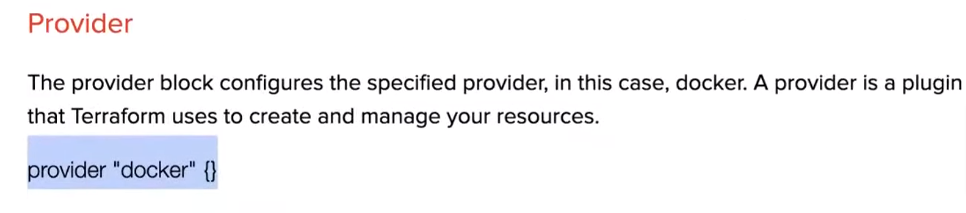 Provider
The provider block configures the specified provider, in this case, docker. A provider is a plugin
that Terraform uses to create and manage your resources.
provider "docker" {}